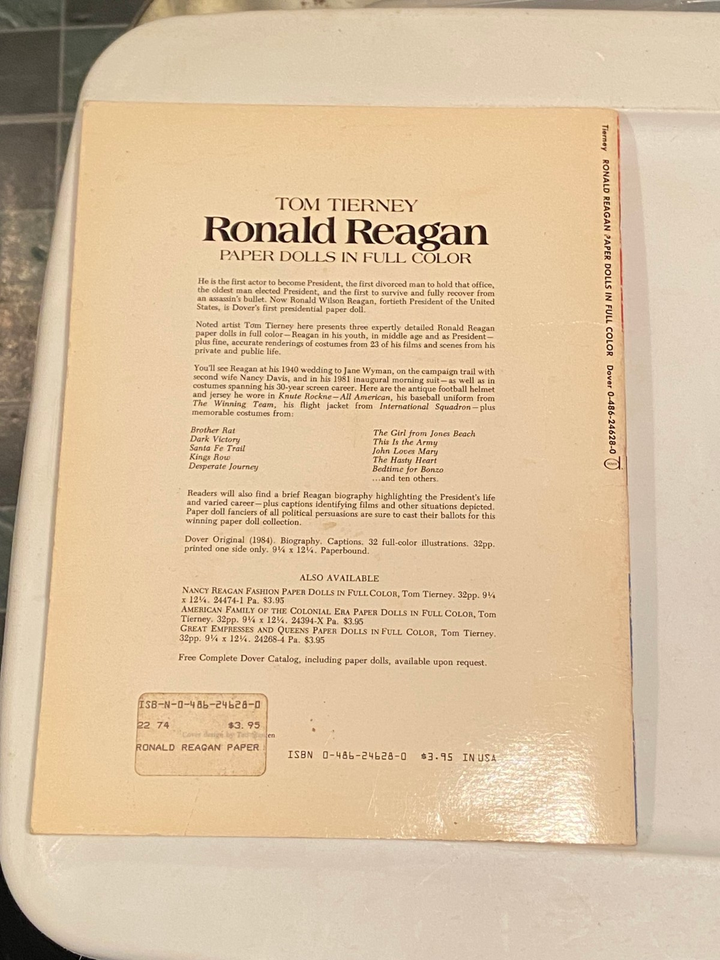 TOM TIERNEY
Ronald Reagan
PAPER DOLLS IN FULL COLOR
He is the first actor to become President, the first divorced man to hold that office,
the oldest man elected President, and the first to survive and fully recover from
an assassin's bullet. Now Ronald Wilson Reagan, fortieth President of the United
States, is Dover's first presidential paper doll.
Noted artist Tom Tierney here presents three expertly detailed Ronald Reagan
paper dolls in full color—Reagan in his youth, in middle age and as President—
plus fine, accurate renderings of costumes from 23 of his films and scenes from his
private and public life.
You'll see Reagan at his 1940 wedding to Jane Wyman, on the campaign trail with
second wife Nancy Davis, and in his 1981 inaugural morning suit—as well as in
costumes spanning his 30-year screen career. Here are the antique football helmet
and jersey he wore in Knute Rockne—All American, his baseball uniform from
The Winning Team, his flight jacket from International Squadron—plus
memorable costumes from:
Brother Rat
Dark Victory
Santa Fe Trail
Kings Row
Desperate Journey
The Girl from Jones Beach
This Is the Army
John Loves Mary
The Hasty Heart
Bedtime for Bonzo
...and ten others.
Readers will also find a brief Reagan biography highlighting the President's life
and varied career—plus captions identifying films and other situations depicted.
Paper doll fanciers of all political persuasions are sure to cast their ballots for this
winning paper doll collection.
Dover Original (1984). Biography. Captions. 32 full-color illustrations. 32pp.
printed one side only. 9¼ x 12¼. Paperbound.
ALSO AVAILABLE
NANCY REAGAN FASHION PAPER DOLLS IN FULL COLOR, Tom Tierney. 32pp. 9¼
x 12¼. 24474-1 Pa. $3.95
AMERICAN FAMILY OF THE COLONIAL ERA PAPER DOLLS IN FULL COLOR, Tom
Tierney. 32pp. 9¼ x 12¼. 24394-X Pa. $3.95
GREAT EMPRESSES AND QUEENS PAPER DOLLS IN FULL COLOR, Tom Tierney.
32pp. 9¼ x 12¼. 24268-4 Pa. $3.95
Free Complete Dover Catalog, including paper dolls, available upon request.
ISB-N-0-486-24628-0
22 74 $3.95
RONALD REAGAN PAPER
ISBN 0-486-24628-0 $3.95 IN USA
Tierney RONALD REAGAN PAPER DOLLS IN FULL COLOR Dover 0-486-24628-0